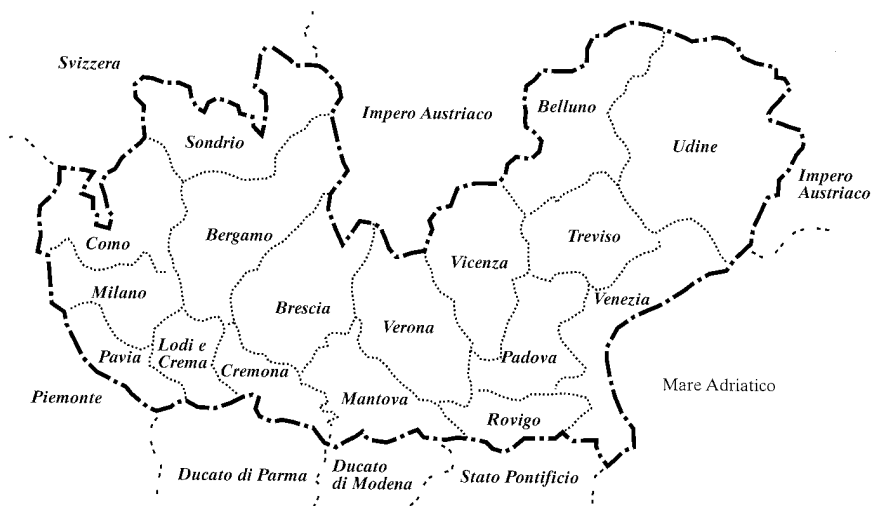 Svizzera
Sondrio
Impero Austriaco
Belluno
Udine
Impero
Austriaco
Como
Bergamo
Vicenza
Treviso
Milano
Brescia
Verona
Venezia
Pavia
Lodi e
Crema
Cremona
Padova
Piemonte
Mantova
Rovigo
Mare Adriatico
Ducato di Parma
Ducato
di Modena
Stato Pontificio